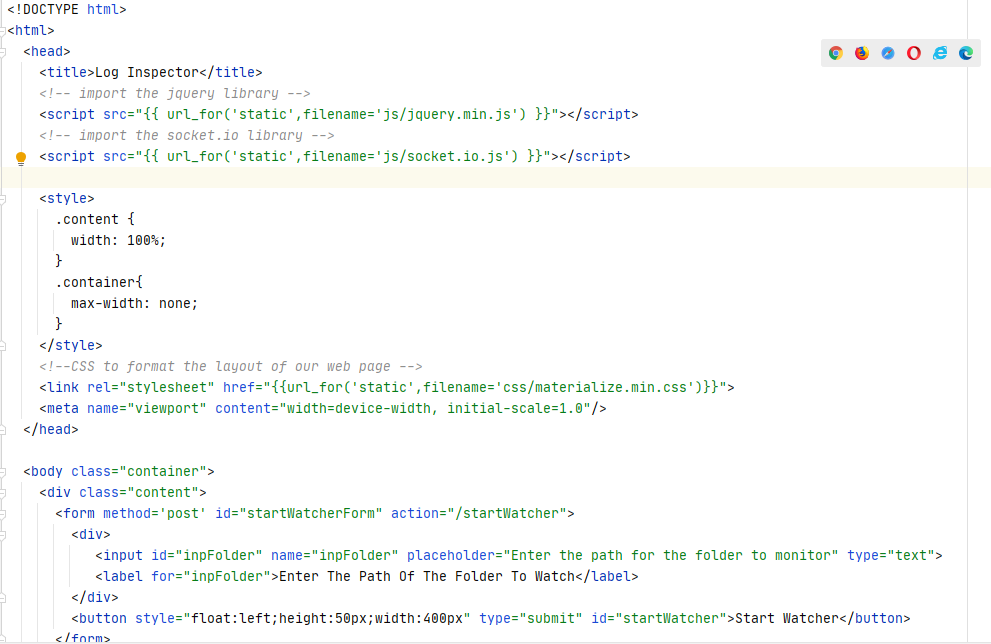 <!DOCTYPE html>
<html>
<head>
<title>Log Inspector</title>
<!-- import the jquery library -->
<script src="{{ url_for('static',filename='js/jquery.min.js') }}"></script>
<!-- import the socket.io library -->
<script src="{{ url_for('static',filename='js/socket.io.js') }}"></script>
<style>
.content {
width: 100%;
}
.container{
max-width: none;
}
</style>
<!--CSS to format the layout of our web page -->
<link rel="stylesheet" href="{{url_for('static',filename='css/materialize.min.css')}}">
<meta name="viewport" content="width=device-width, initial-scale=1.0"/>
</head>
<body class="container">
<div class="content">
<form method='post' id="startWatcherForm" action="/startWatcher">
<div>
<input id="inpFolder" name="inpFolder" placeholder="Enter the path for the folder to monitor" type="text">
<label for="inpFolder">Enter The Path Of The Folder To Watch</label>
</div>
<button style="float:left;height:50px;width:400px" type="submit" id="startWatcher">Start Watcher</button>
</form>